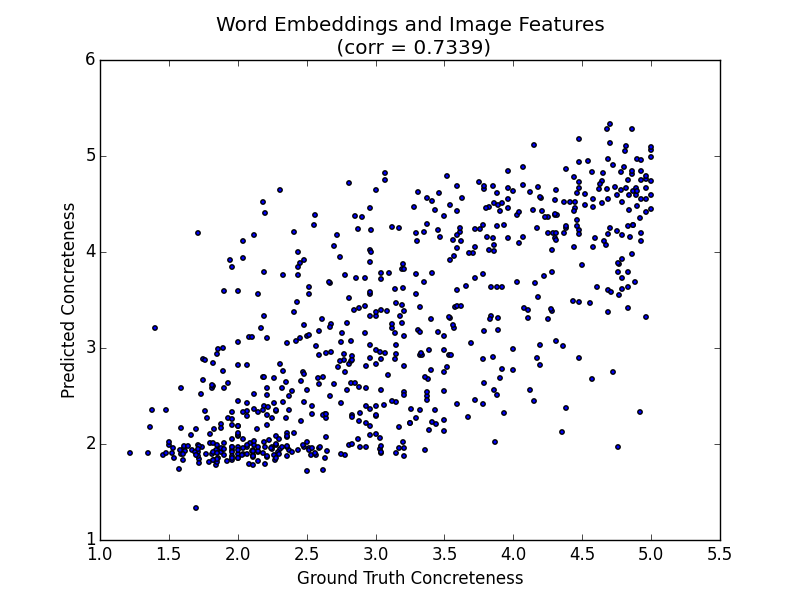 Word Embeddings and Image Features
(corr = 0.7339)
6
5
4
3
2
1
Predicted Concreteness
1.0 1.5 2.0 2.5 3.0 3.5 4.0 4.5 5.0 5.5
Ground Truth Concreteness